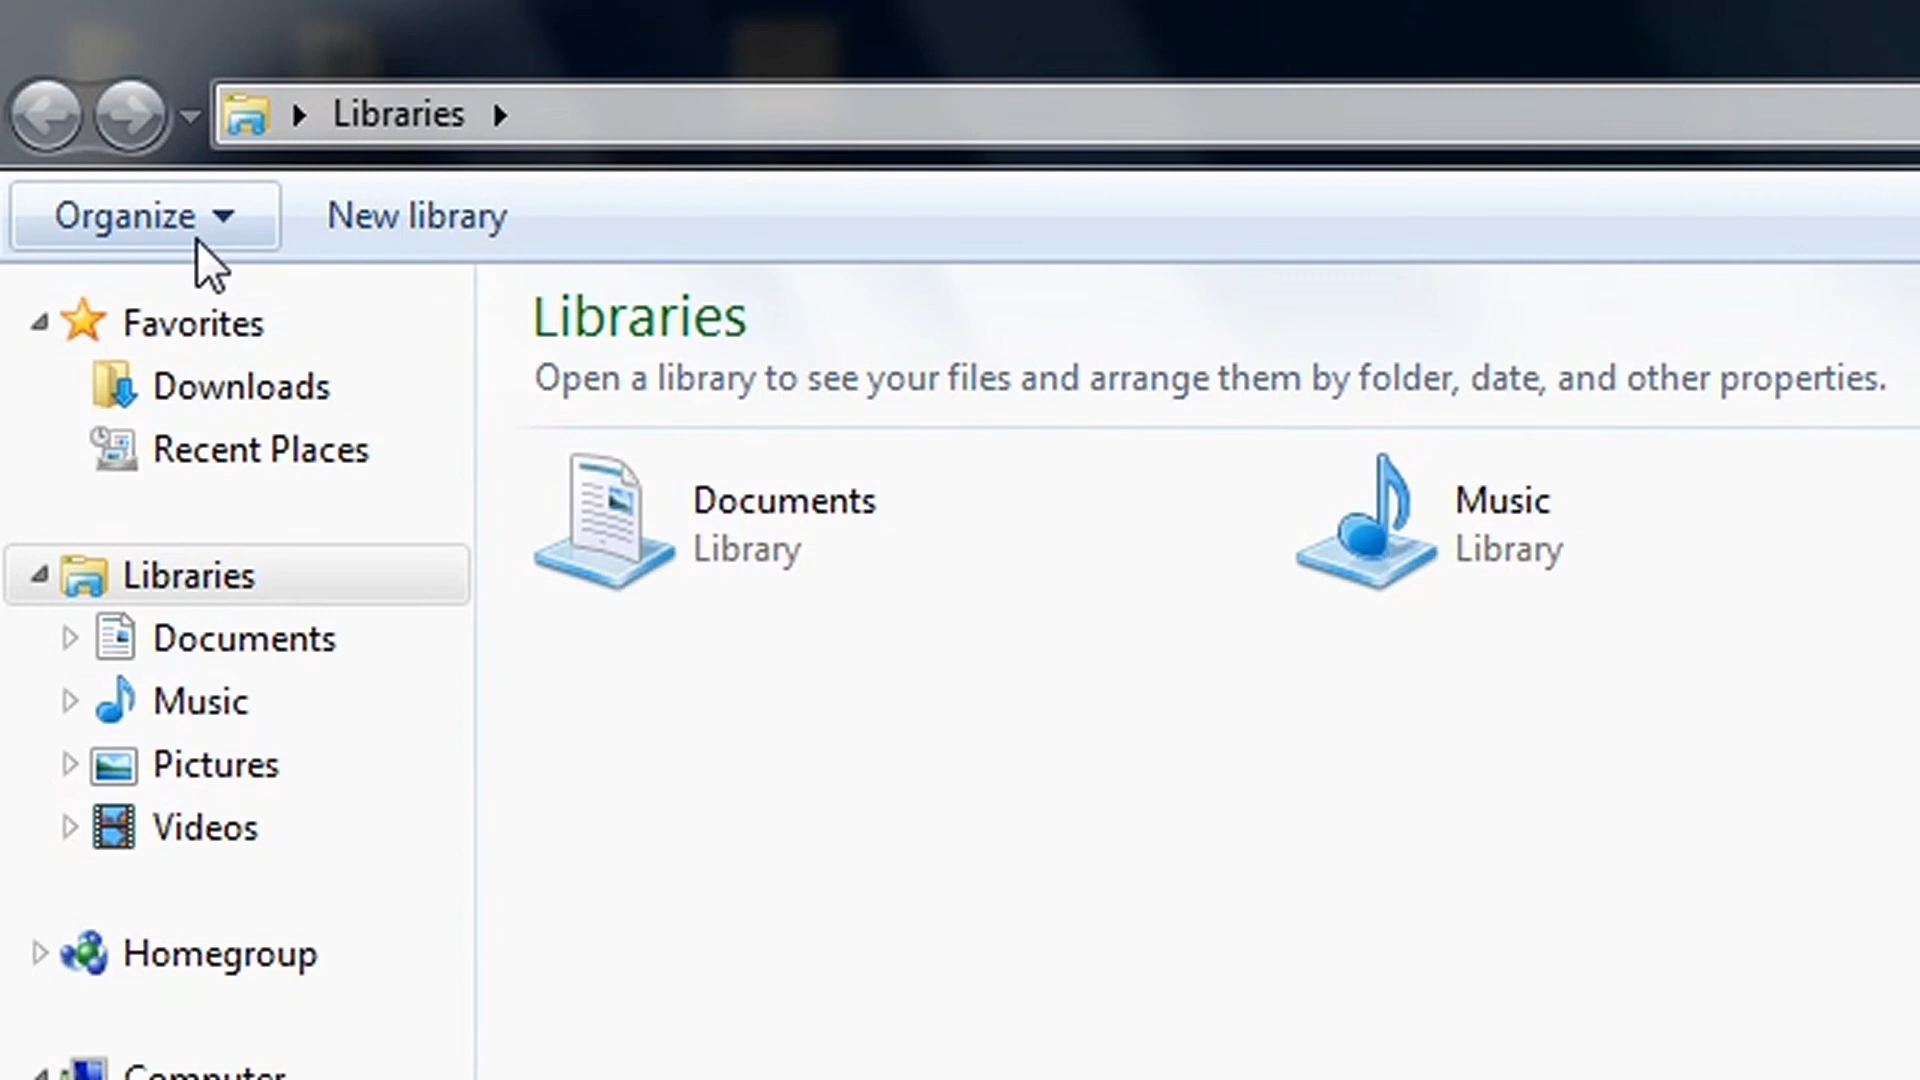 Libraries
Organize
New library
Favorites
Downloads
Recent Places
Libraries
Documents
Music
Pictures
Videos
Homegroup
Computer
Libraries
Open a library to see your files and arrange them by folder, date, and other properties.
Documents
Library
Music
Library